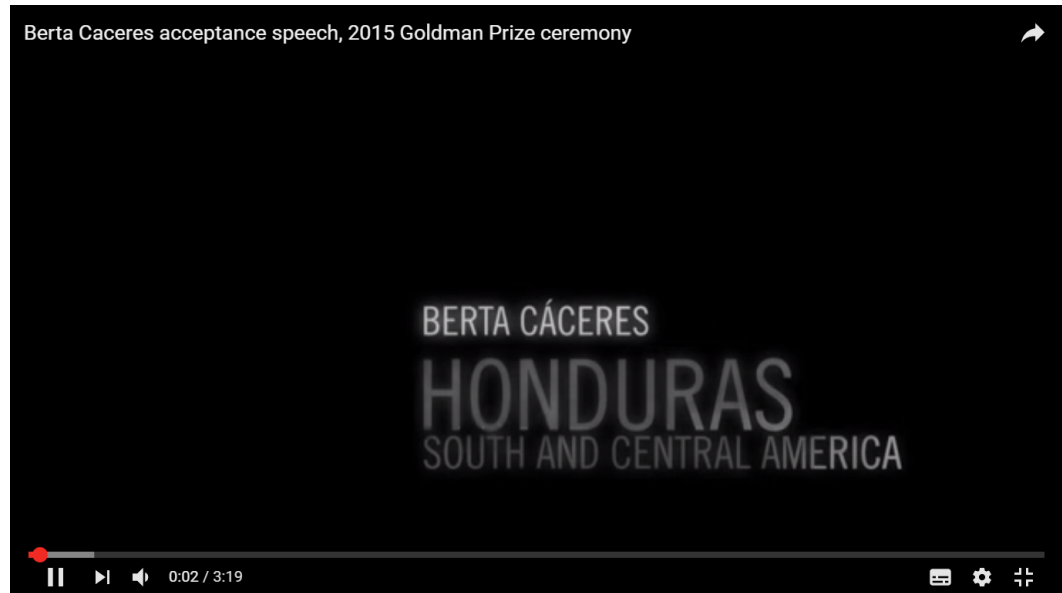 Berta Caceres acceptance speech, 2015 Goldman Prize ceremony
BERTA CÁCERES
HONDURAS
SOUTH AND CENTRAL AMERICA
0:02 / 3:19